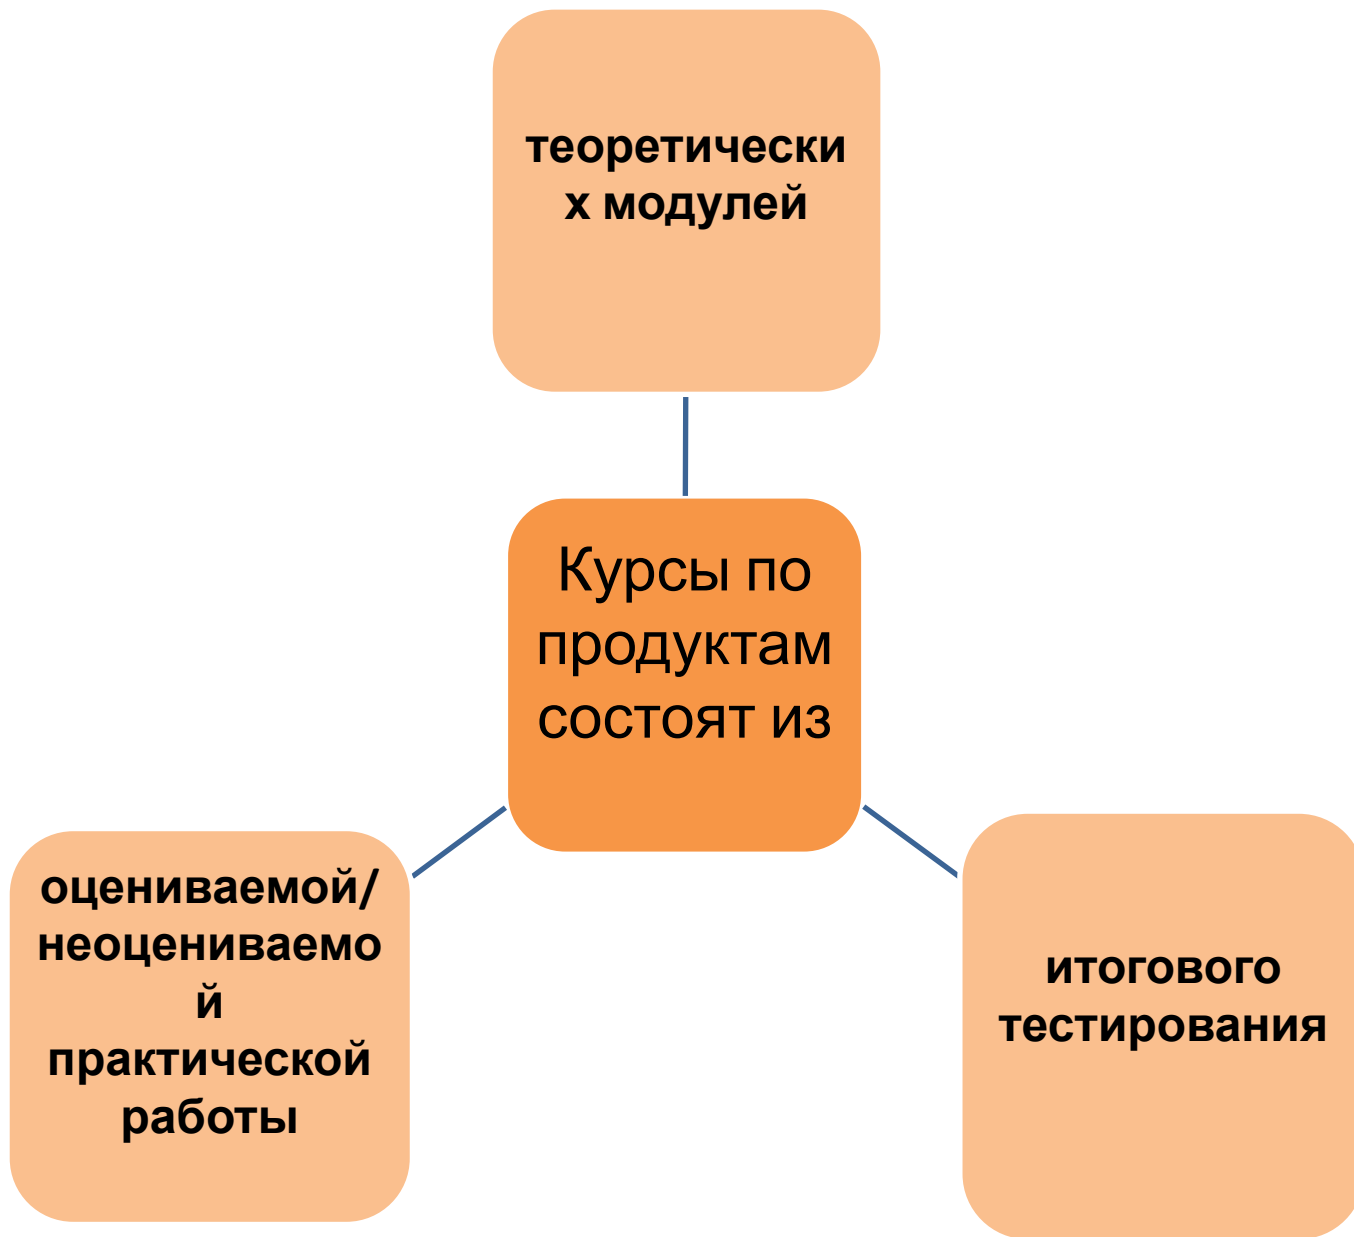 теоретически
х модулей
Курсы по
продуктам
состоят из
оцениваемой/
неоцениваемо
й
практической
работы
итогового
тестирования